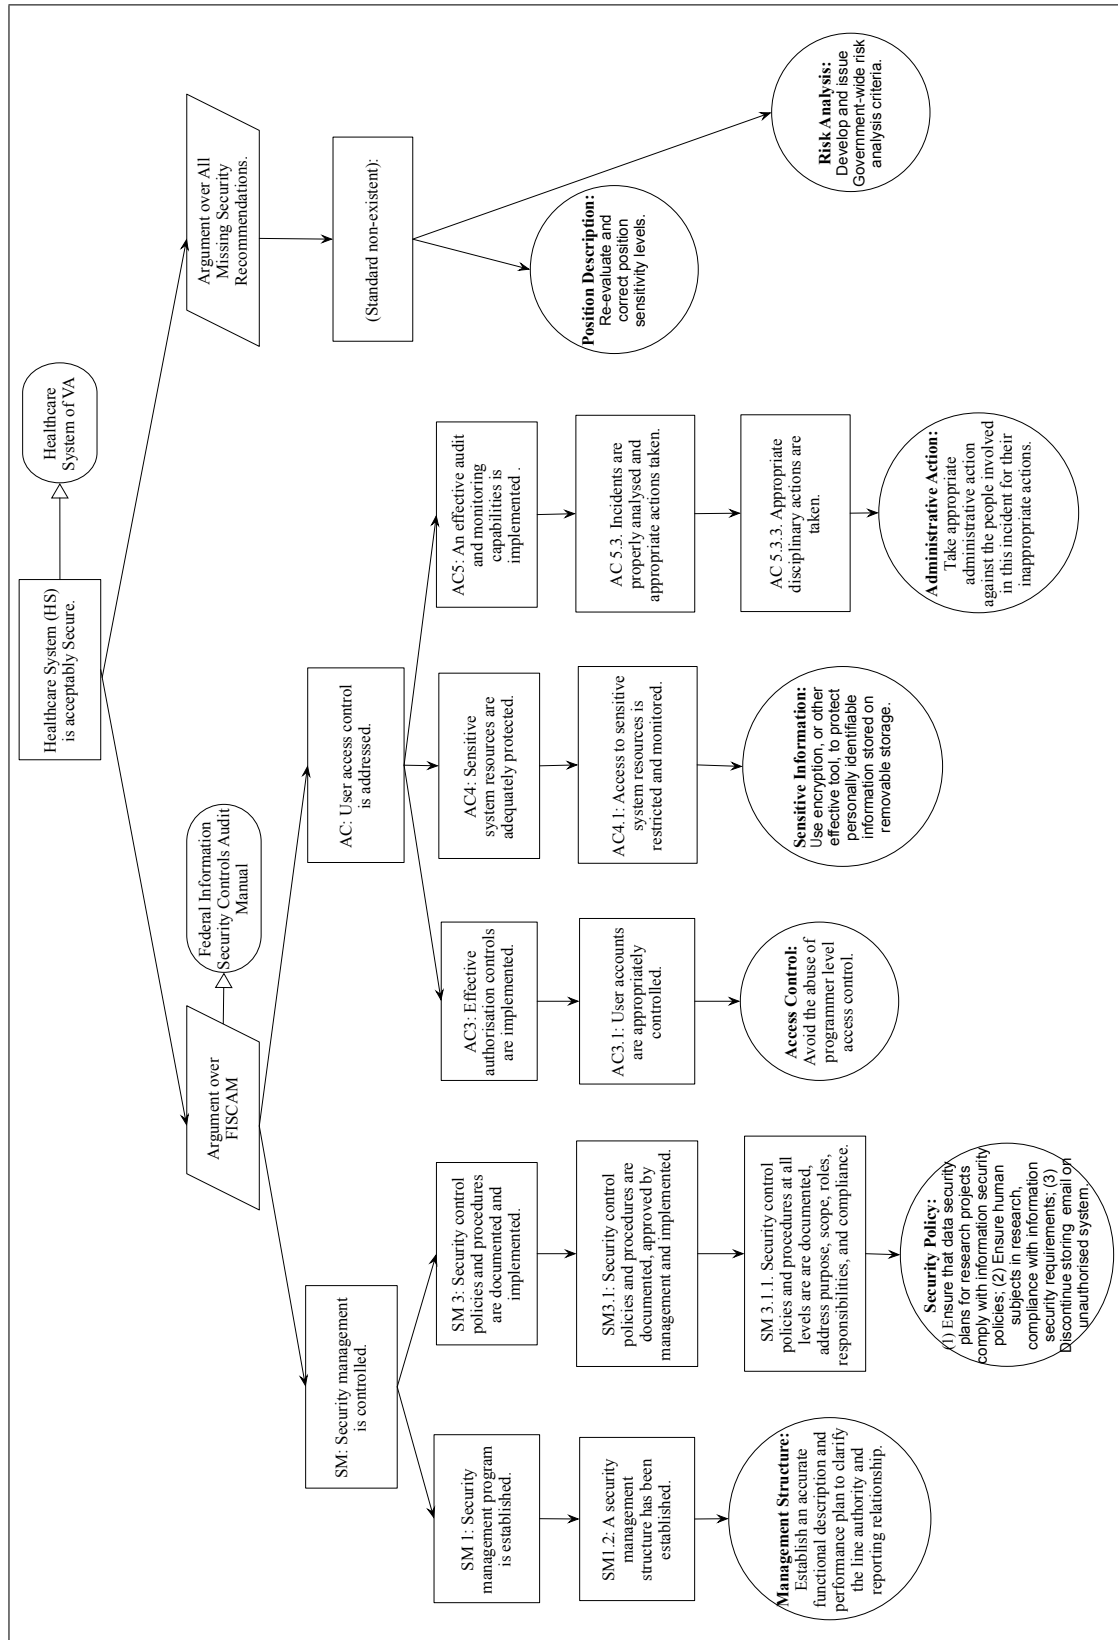 Healthcare System (HS)
is acceptably Secure.
Healthcare
System of VA
Argument over
FISCAM
Federal Information
Security Controls Audit
Manual
Argument over All
Missing Security
Recommendations.
SM: Security management
is controlled.
AC: User access control
is addressed.
(Standard non-existent):
SM 1: Security
management program
is established.
SM 3: Security control
policies and procedures
are documented and
implemented.
AC3: Effective
authorisation controls
are implemented.
AC4: Sensitive
system resources are
adequately protected.
AC5: An effective audit
and monitoring
capabilities is
implemented .
SM1.2: A security
management
structure has been
established.
SM3.1: Security control
policies and procedures are
documented, approved by
management and implemented.
AC3.1: User accounts
are appropriately
controlled.
AC4.1: Access to sensitive
system resources is
restricted and monitored.
AC 5.3. Incidents are
properly analysed and
appropriate actions taken.
Position Description:
Re-evaluate and
correct position
sensitivity levels.
Risk Analysis:
Develop and issue
Government-wide risk
analysis criteria.
SM 3.1.1. Security control
policies and procedures at all
levels are are documented,
address purpose, scope, roles,
responsibilities, and compliance.
AC 5.3.3. Appropriate
disciplinary actions are
taken.
Management Structure:
Establish an accurate
functional description and
performance plan to clarify
the line authority and
reporting relationship.
Security Policy:
(1) Ensure that data security
plans for research projects
comply with information security
policies; (2) Ensure human
subjects in research,
compliance with information
security requirements; (3)
Discontinue storing email on
unauthorised system.
Access Control:
Avoid the abuse of
programmer level
access control.
Sensitive Information:
Use encryption, or other
effective tool, to protect
personally identifiable
information stored on
removable storage.
Administrative Action:
Take appropriate
administrative action
against the people involved
in this incident for their
inappropriate actions.